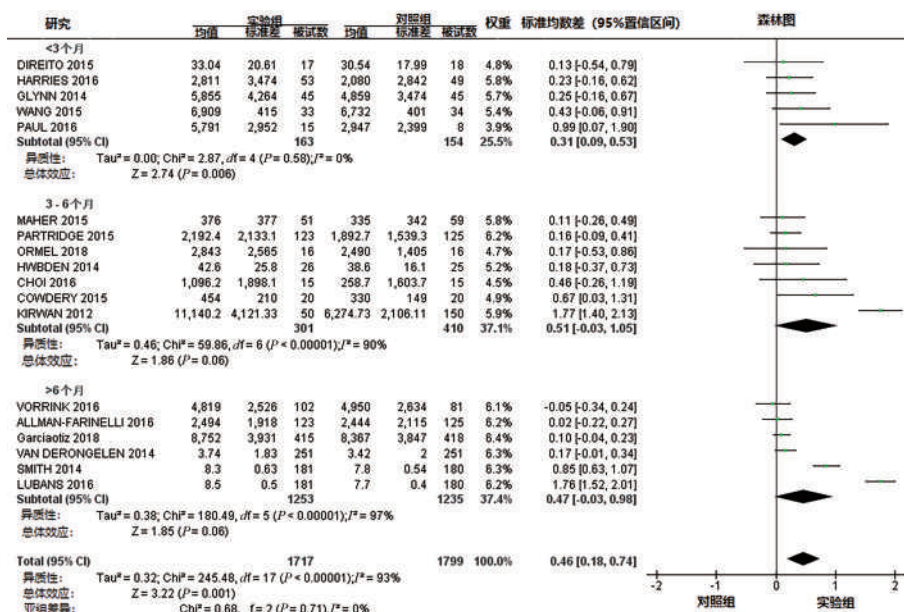 研究 实验组 对照组 权重 标准均数差 (95%置信区间) 森林图
均值 标准差 被试数 均值 标准差 被试数
<3个月
DIREITO 2015 33.04 20.61 17 30.54 17.99 18 4.8% 0.13 [-0.54, 0.79]
HARRIES 2016 2,811 3,474 53 2,080 2,842 49 5.7% 0.23 [-0.16, 0.62]
GLYNN 2014 5,855 4,264 45 4,859 3,474 45 5.6% 0.25 [-0.16, 0.67]
WANG 2015 6,909 415 33 6,732 401 34 5.4% 0.43 [-0.06, 0.91]
PAUL 2016 5,791 2,952 15 2,947 2,399 8 3.9% 0.99 [0.07, 1.90]
Subtotal (95% CI) 163 154 25.5% 0.31 [0.09, 0.53]
异质性: Tau² = 0.00; Chi² = 2.87, df = 4 (P = 0.58); I² = 0%
总体效应: Z = 2.74 (P = 0.006)
3 - 6个月
MAHER 2015 376 377 51 335 342 59 5.8% 0.11 [-0.26, 0.49]
PARTRIDGE 2015 2,192.4 2,133.1 123 1,892.7 1,539.3 125 6.2% 0.16 [-0.09, 0.41]
ORMEL 2018 2,843 2,565 16 2,490 1,405 16 4.7% 0.17 [-0.53, 0.86]
HWBDEN 2014 42.6 25.8 26 38.6 16.1 25 5.2% 0.18 [-0.37, 0.73]
CHOI 2016 1,096.2 1,898.1 15 258.7 1,603.7 15 4.6% 0.46 [-0.26, 1.19]
COWDERY 2015 454 210 20 330 149 20 4.9% 0.67 [0.03, 1.31]
KIRWAN 2012 11,140.2 4,121.33 50 6,274.73 2,106.11 150 5.7% 1.77 [1.40, 2.13]
Subtotal (95% CI) 301 410 37.1% 0.51 [-0.03, 1.05]
异质性: Tau² = 0.46; Chi² = 59.86, df = 6 (P < 0.00001); I² = 90%
总体效应: Z = 1.86 (P = 0.06)
>6个月
VORRINK 2016 4,819 2,526 102 4,950 2,634 81 6.1% -0.05 [-0.34, 0.24]
ALLMAN-FARINELLI 2016 2,494 1,918 123 2,444 2,115 125 6.2% 0.02 [-0.22, 0.27]
Garciaotiz 2018 8,752 3,931 415 8,367 3,847 418 6.4% 0.10 [-0.04, 0.23]
VAN DERONGELEN 2014 3.74 1.83 251 3.42 2 251 6.3% 0.17 [-0.01, 0.34]
SMITH 2014 8.3 0.63 181 7.8 0.54 180 6.3% 0.85 [0.63, 1.07]
LUBANS 2016 8.5 0.5 181 7.7 0.4 180 6.2% 1.76 [1.52, 2.01]
Subtotal (95% CI) 1253 1235 37.4% 0.47 [-0.03, 0.98]
异质性: Tau² = 0.38; Chi² = 180.49, df = 5 (P < 0.00001); I² = 97%
总体效应: Z = 1.85 (P = 0.06)
Total (95% CI) 1717 1799 100.0% 0.46 [0.18, 0.74]
异质性: Tau² = 0.32; Chi² = 245.48, df = 17 (P < 0.00001); I² = 93%
总体效应: Z = 3.22 (P = 0.001)
亚组差异: Chi² = 0.68, f = 2 (P = 0.71), I² = 0%
-2 -1 0 1 2
对照组 实验组